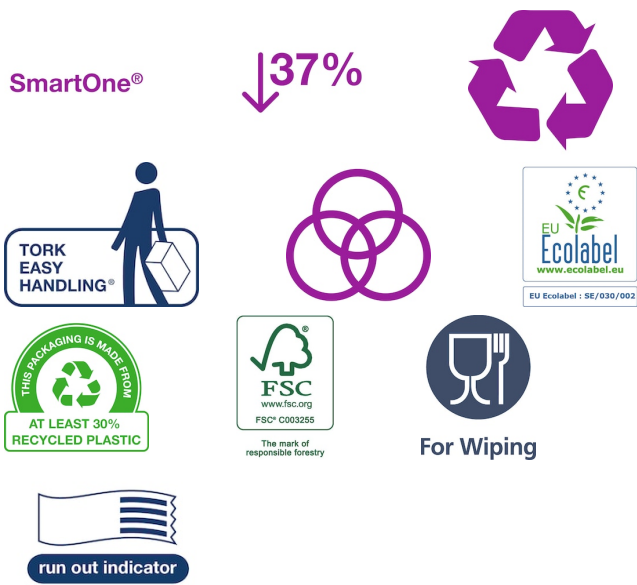 SmartOne®
↓37%
TORK
EASY
HANDLING®
EU
Ecolabel
www.ecolabel.eu
EU Ecolabel : SE/030/002
THIS PACKAGING IS MADE FROM
AT LEAST 30%
RECYCLED PLASTIC
®
FSC
www.fsc.org
FSC® C003255
The mark of
responsible forestry
For Wiping
run out indicator